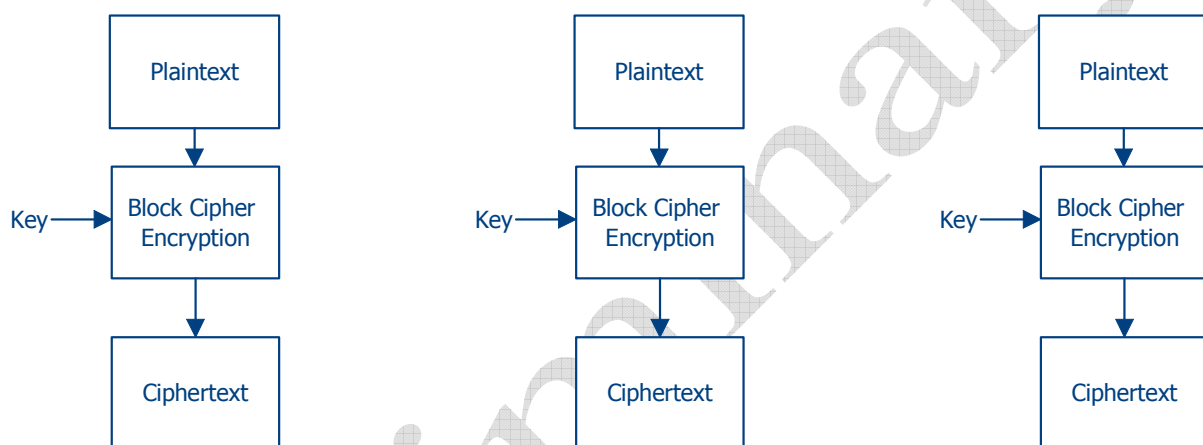 Plaintext
Plaintext
Plaintext
Key
Block Cipher
Encryption
Key
Block Cipher
Encryption
Key
Block Cipher
Encryption
Ciphertext
Ciphertext
Ciphertext